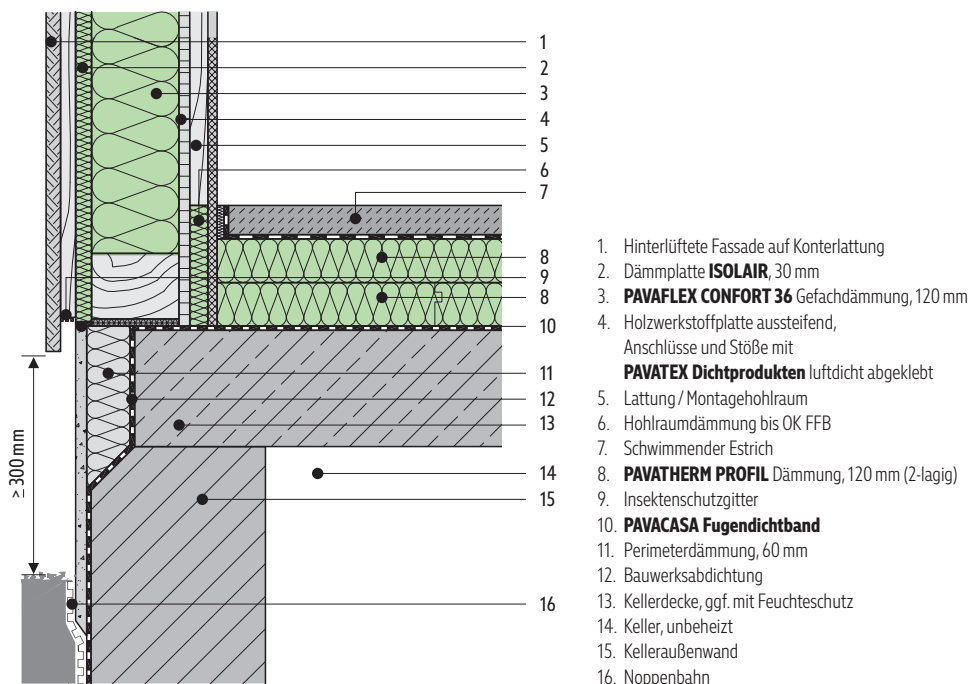 1
2
3
4
5
6
7
8
9
8
10
11
12
13
14
15
16
≥ 300 mm
1. Hinterlüftete Fassade auf Konterlattung
2. Dämmplatte ISOLAIR, 30 mm
3. PAVAFLEX CONFORT 36 Gefachdämmung, 120 mm
4. Holzwerkstoffplatte aussteifend,
Anschlüsse und Stöße mit
PAVATEX Dichtprodukten luftdicht abgeklebt
5. Lattung / Montagehohlraum
6. Hohlraumdämmung bis OK FFB
7. Schwimmender Estrich
8. PAVATHERM PROFIL Dämmung, 120 mm (2-lagig)
9. Insektenschutzgitter
10. PAVACASA Fugendichtband
11. Perimeterdämmung, 60 mm
12. Bauwerksabdichtung
13. Kellerdecke, ggf. mit Feuchteschutz
14. Keller, unbeheizt
15. Kelleraußenwand
16. Noppenbahn